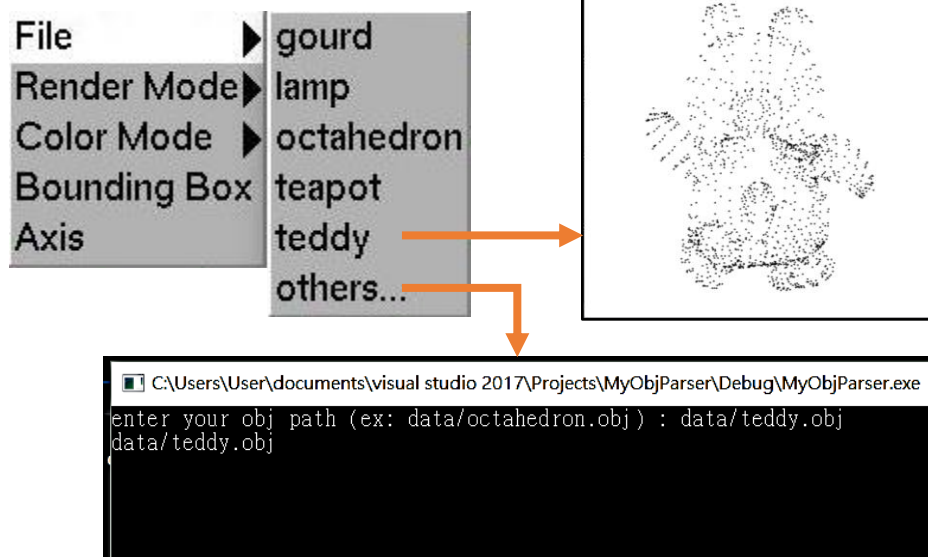 File
Render Mode
Color Mode
Bounding Box
Axis
gourd
lamp
octahedron
teapot
teddy
others...
C:\Users\User\documents\visual studio 2017\Projects\MyObjParser\Debug\MyObjParser.exe
enter your obj path (ex: data/octahedron.obj) : data/teddy.obj
data/teddy.obj